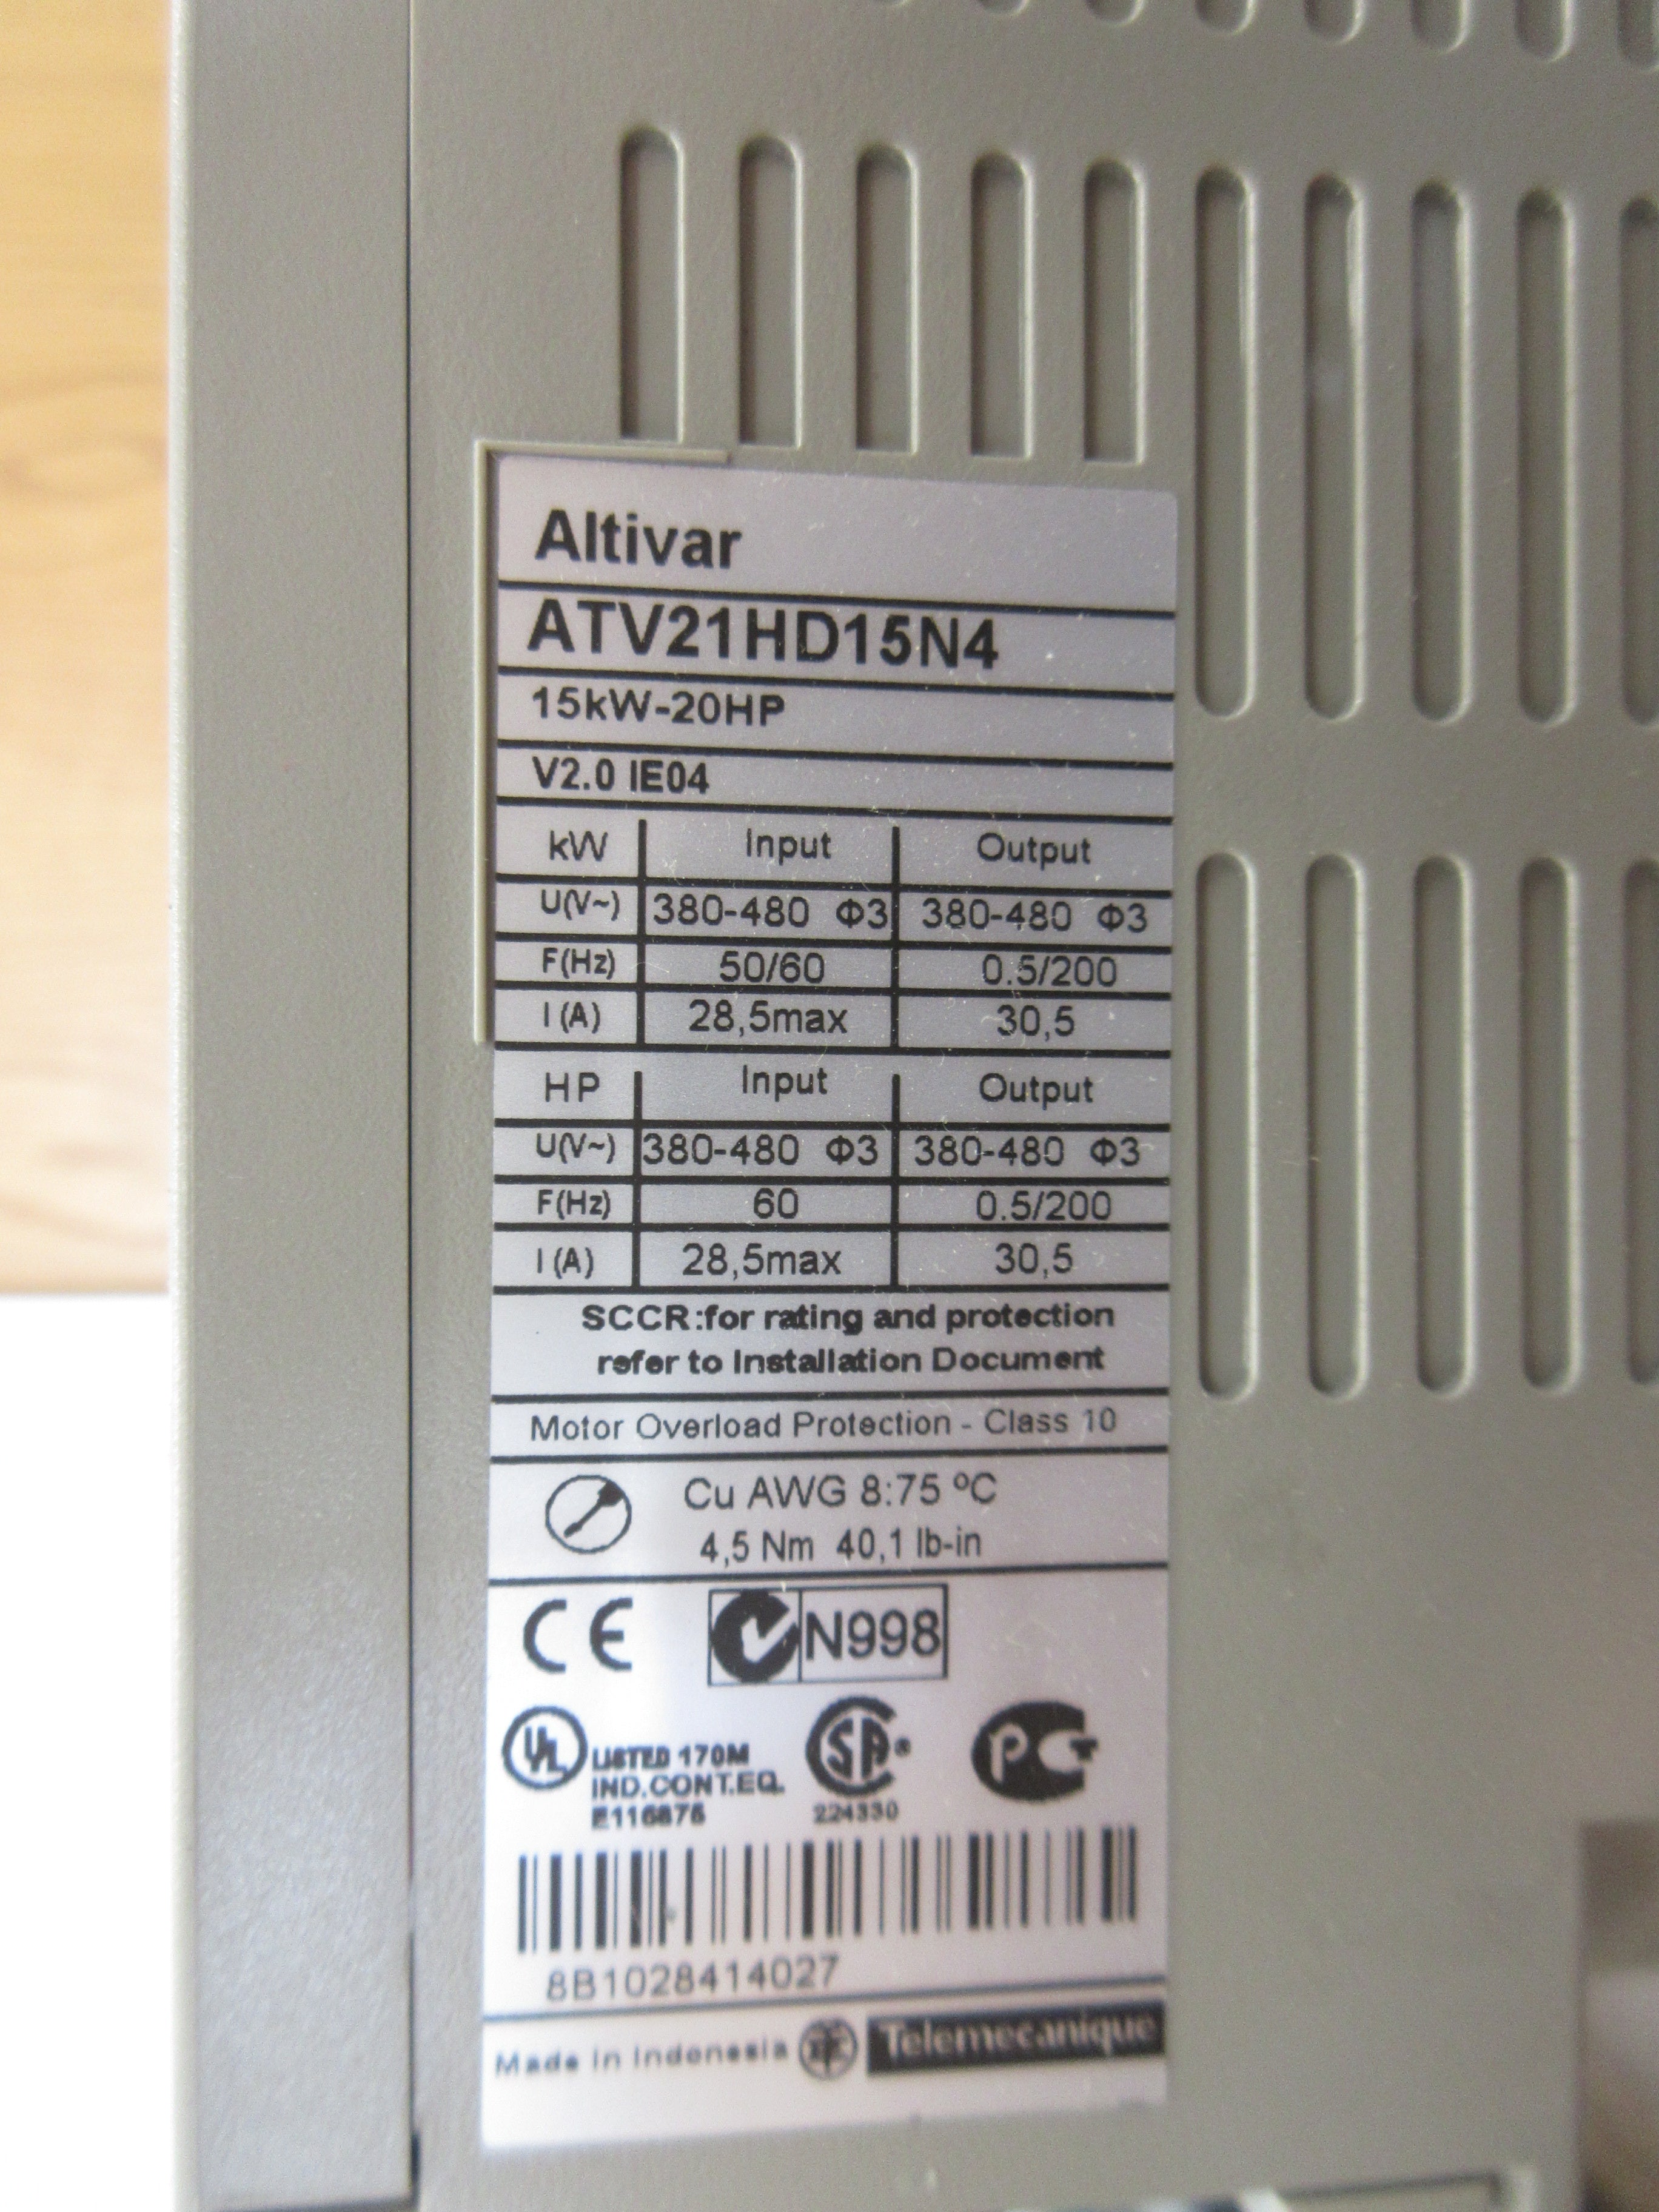 Altivar
ATV21HD15N4
15kW-20HP
V2.0 IE04
kW Input Output
U(V~) 380-480 Φ3 380-480 Φ3
F(Hz) 50/60 0.5/200
I (A) 28,5max 30,5
HP Input Output
U(V~) 380-480 Φ3 380-480 Φ3
F(Hz) 60 0.5/200
I (A) 28,5max 30,5
SCCR:for rating and protection
refer to Installation Document
Motor Overload Protection - Class 10
Cu AWG 8:75 ºC
4,5 Nm 40,1 lb-in
CE N998
UL LISTED 170M
IND.CONT.EQ.
SA®
224330
PCT
8B1028414027
Made in Indonesia TE Telemecanique